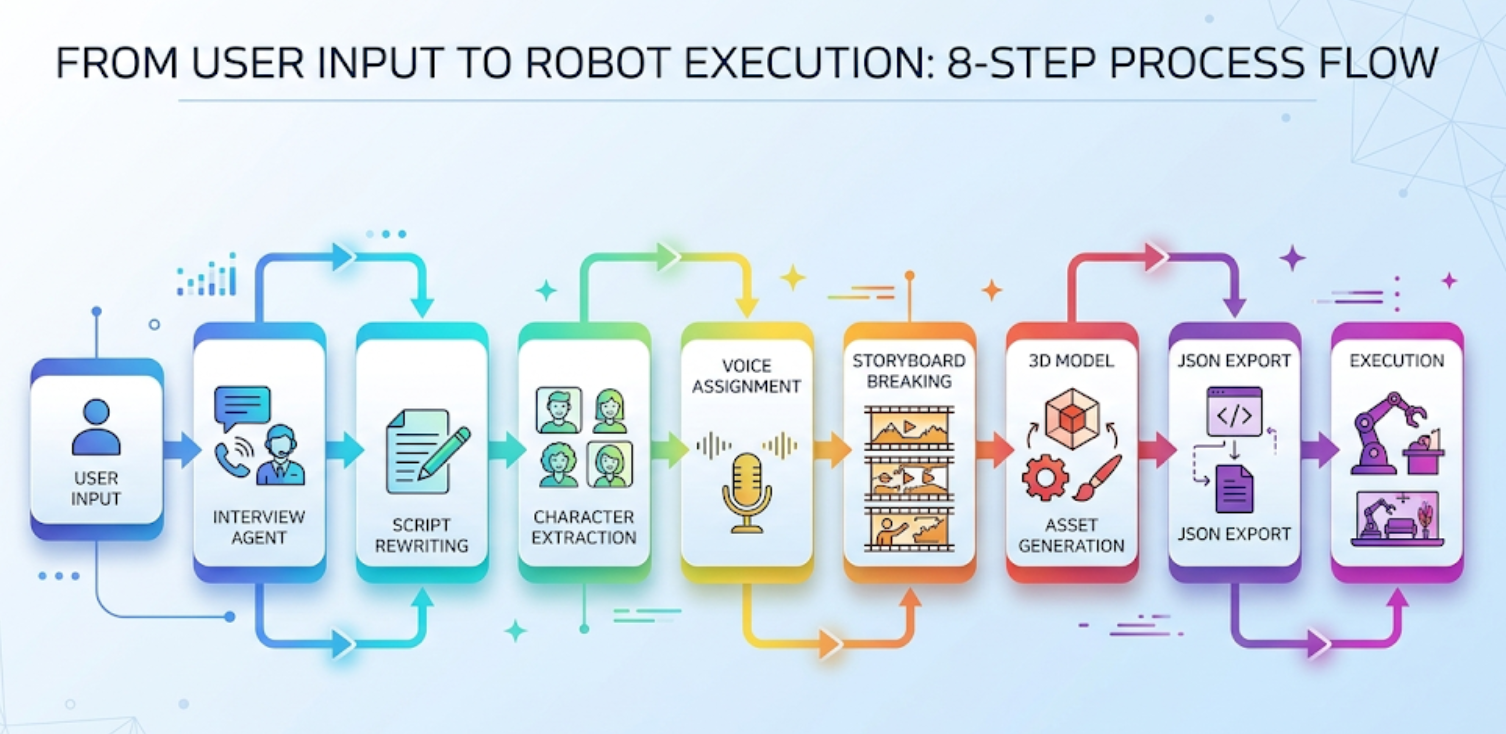 FROM USER INPUT TO ROBOT EXECUTION: 8-STEP PROCESS FLOW
USER
INPUT
INTERVIEW
AGENT
SCRIPT
REWRITING
CHARACTER
EXTRACTION
VOICE
ASSIGNMENT
STORYBOARD
BREAKING
3D MODEL
ASSET
GENERATION
JSON EXPORT
</>
JSON EXPORT
EXECUTION